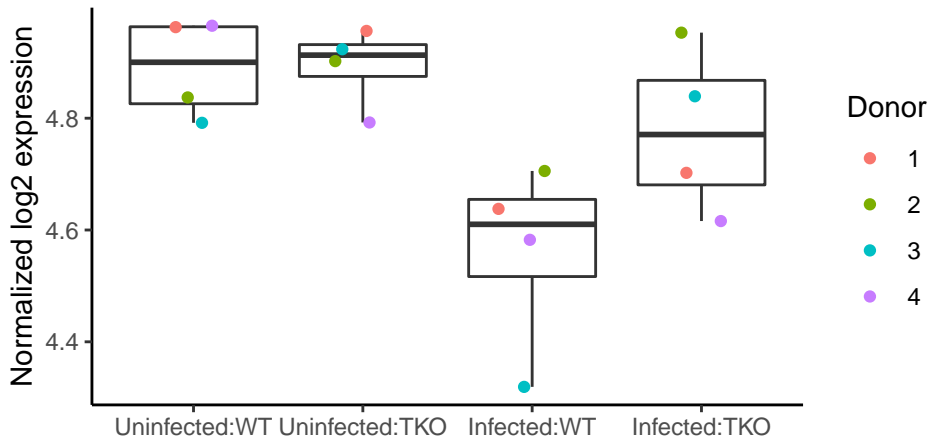 Normalized log2 expression
4.8
4.6
4.4
Uninfected:WT
Uninfected:TKO
Infected:WT
Infected:TKO
Donor
1
2
3
4